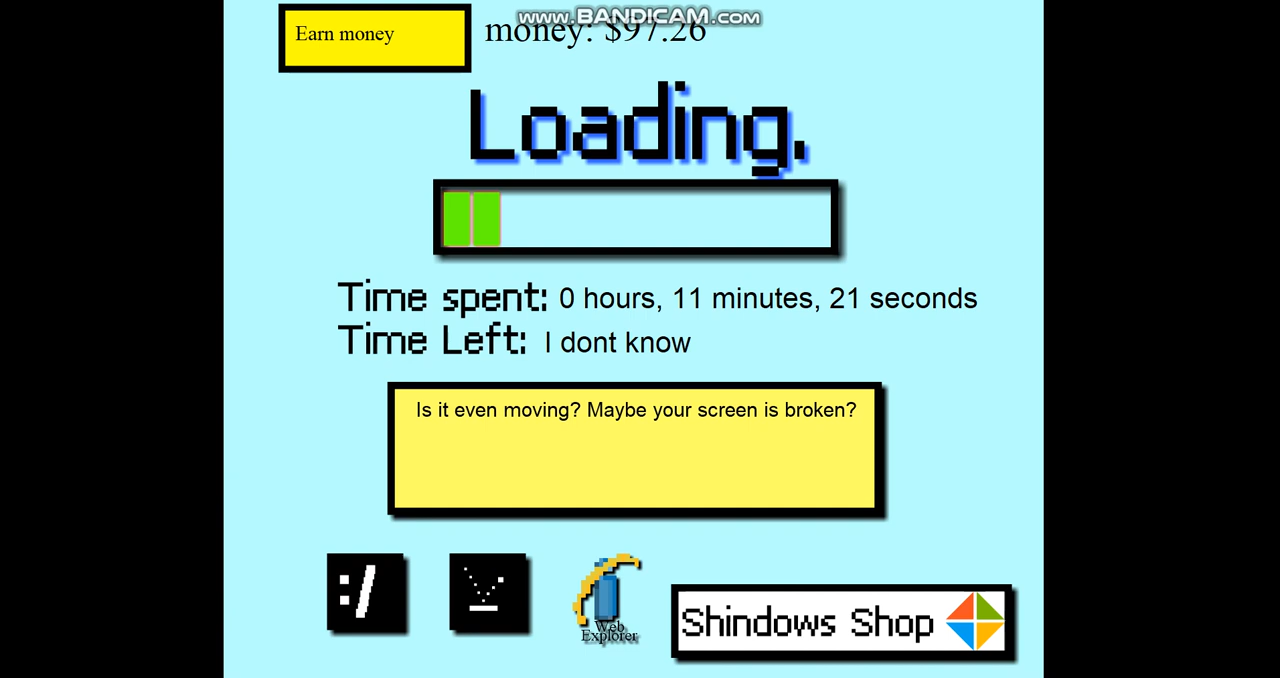 www.BANDICAM.com
Earn money
money: $97.26
Loading.
Time spent: 0 hours, 11 minutes, 21 seconds
Time Left: I dont know
Is it even moving? Maybe your screen is broken?
:/
Web
Explorer
Shindows Shop